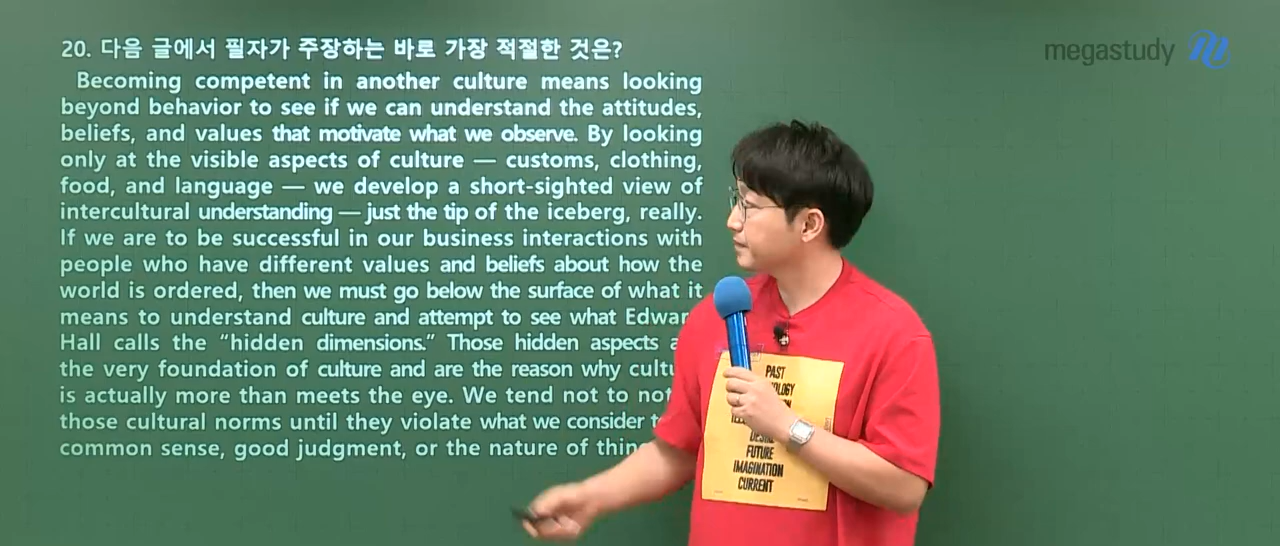 20. 다음 글에서 필자가 주장하는 바로 가장 적절한 것은?
megastudy
Becoming competent in another culture means looking
beyond behavior to see if we can understand the attitudes,
beliefs, and values that motivate what we observe. By looking
only at the visible aspects of culture — customs, clothing,
food, and language — we develop a short-sighted view of
intercultural understanding — just the tip of the iceberg, really.
If we are to be successful in our business interactions with
people who have different values and beliefs about how the
world is ordered, then we must go below the surface of what it
means to understand culture and attempt to see what
Hall calls the “hidden dimensions.” Those hidden aspects
the very foundation of culture and are the reason why
is actually more than meets the eye. We tend not to
those cultural norms until they violate what we consider
common sense, good judgment, or the nature of
PAST
FUTURE
IMAGINATION
CURRENT